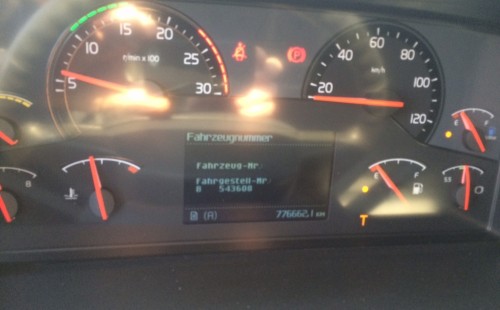 5 10 15 20 25 30
r/min x 100
20 40 60 80 100 120
km/h
Fahrzeugnummer
Fahrzeug-Nr.
Fahrgestell-Nr.
B 543608
(A) 776662,1 km
B
F
T